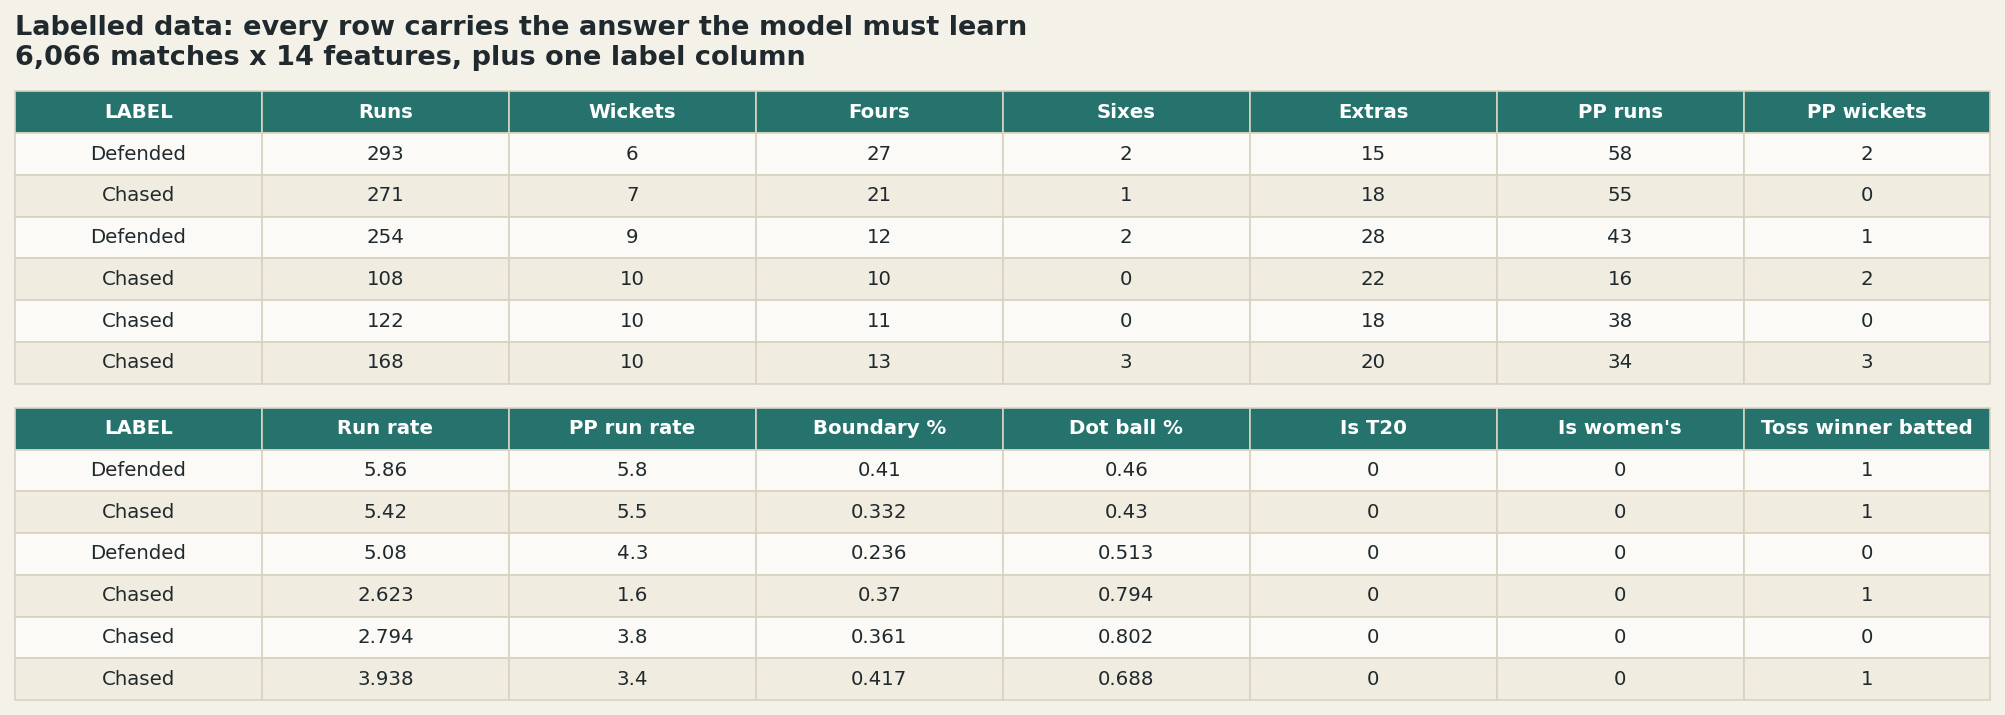 Labelled data: every row carries the answer the model must learn
6,066 matches x 14 features, plus one label column
LABEL Runs Wickets Fours Sixes Extras PP runs PP wickets
Defended 293 6 27 2 15 58 2
Chased 271 7 21 1 18 55 0
Defended 254 9 12 2 28 43 1
Chased 108 10 10 0 22 16 2
Chased 122 10 11 0 18 38 0
Chased 168 10 13 3 20 34 3
LABEL Run rate PP run rate Boundary % Dot ball % Is T20 Is women's Toss winner batted
Defended 5.86 5.8 0.41 0.46 0 0 1
Chased 5.42 5.5 0.332 0.43 0 0 1
Defended 5.08 4.3 0.236 0.513 0 0 0
Chased 2.623 1.6 0.37 0.794 0 0 1
Chased 2.794 3.8 0.361 0.802 0 0 0
Chased 3.938 3.4 0.417 0.688 0 0 1